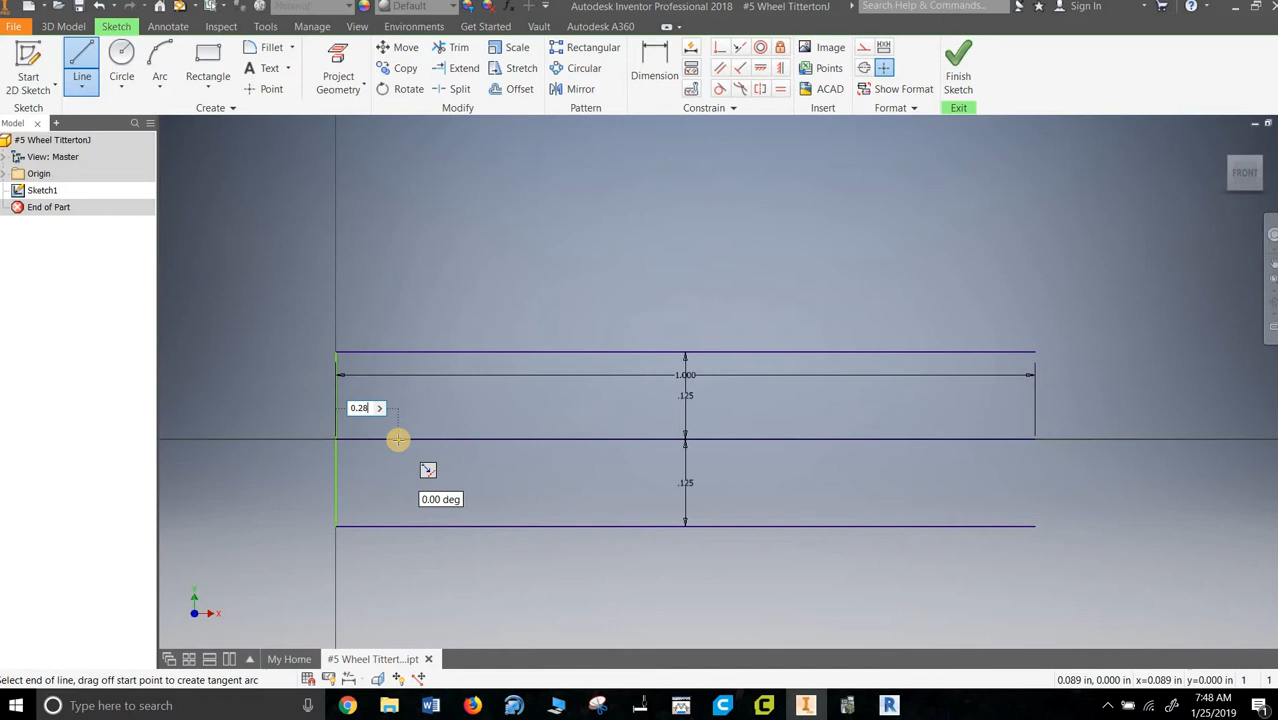 Material
Default
Autodesk Inventor Professional 2018   #5 Wheel TittertonJ
Search Help & Commands...
Sign In
File
3D Model
Sketch
Annotate
Inspect
Tools
Manage
View
Environments
Get Started
Vault
Autodesk A360
Start
2D Sketch
Line
Circle
Arc
Rectangle
Fillet
Text
Point
Project
Geometry
Move
Copy
Rotate
Trim
Extend
Split
Scale
Stretch
Offset
Rectangular
Circular
Mirror
Dimension
Image
Points
ACAD
Show Format
Finish
Sketch
Sketch
Create
Modify
Pattern
Constrain
Insert
Format
Exit
Model
#5 Wheel TittertonJ
View: Master
Origin
Sketch1
End of Part
FRONT
1.000
.125
0.28
.125
0.00 deg
Y
X
My Home
#5 Wheel Tittert...ipt
Select end of line, drag off start point to create tangent arc
0.089 in, 0.000 in
x=0.089 in
y=0.000 in
1
1
Type here to search
7:48 AM
1/25/2019